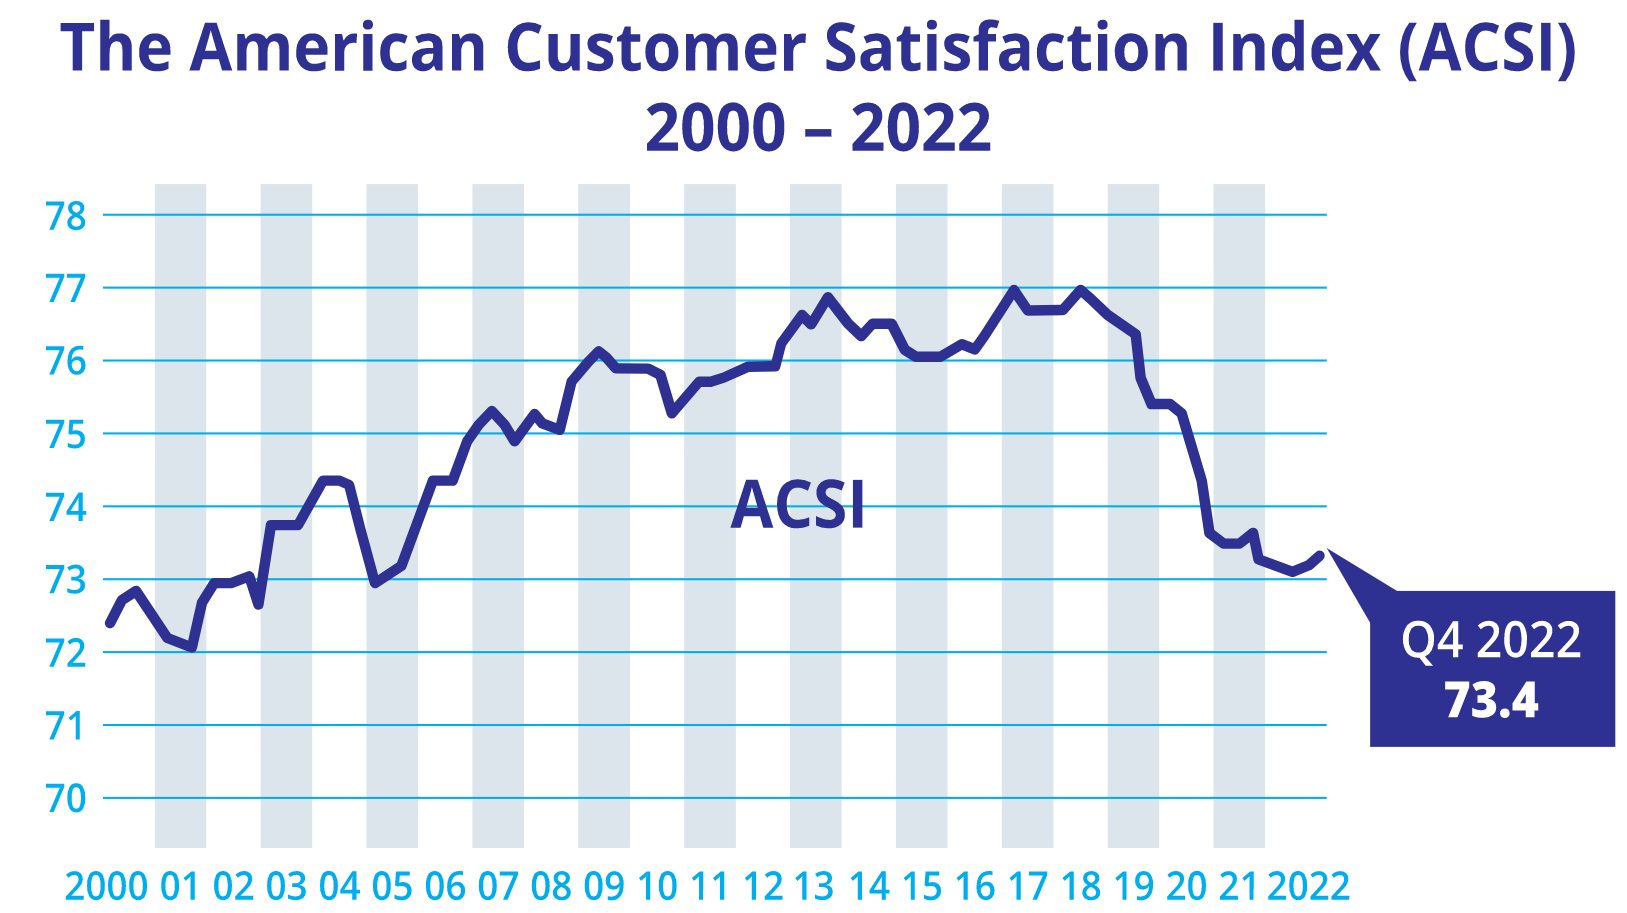 The American Customer Satisfaction Index (ACSI)
2000 – 2022
78
77
76
75
74
73
72
71
70
ACSI
Q4 2022
73.4
2000 01 02 03 04 05 06 07 08 09 10 11 12 13 14 15 16 17 18 19 20 21 2022